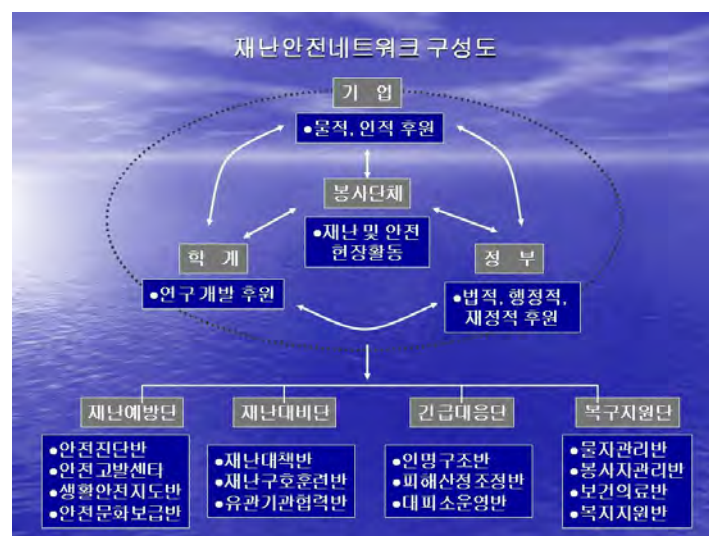 재난안전네트워크 구성도
기 업
●물적, 인적 후원
봉사단체
●재난 및 안전
현장활동
학 계
●연구 개발 후원
정 부
●법적, 행정적,
재정적 후원
재난예방단
●안전진단반
●안전고발센타
●생활안전지도반
●안전문화보급반
재난대비단
●재난대책반
●재난구호훈련반
●유관기관협력반
긴급대응단
●인명구조반
●피해산정조정반
●대피소운영반
복구지원단
●물자관리반
●봉사자관리반
●보건의료반
●복지지원반